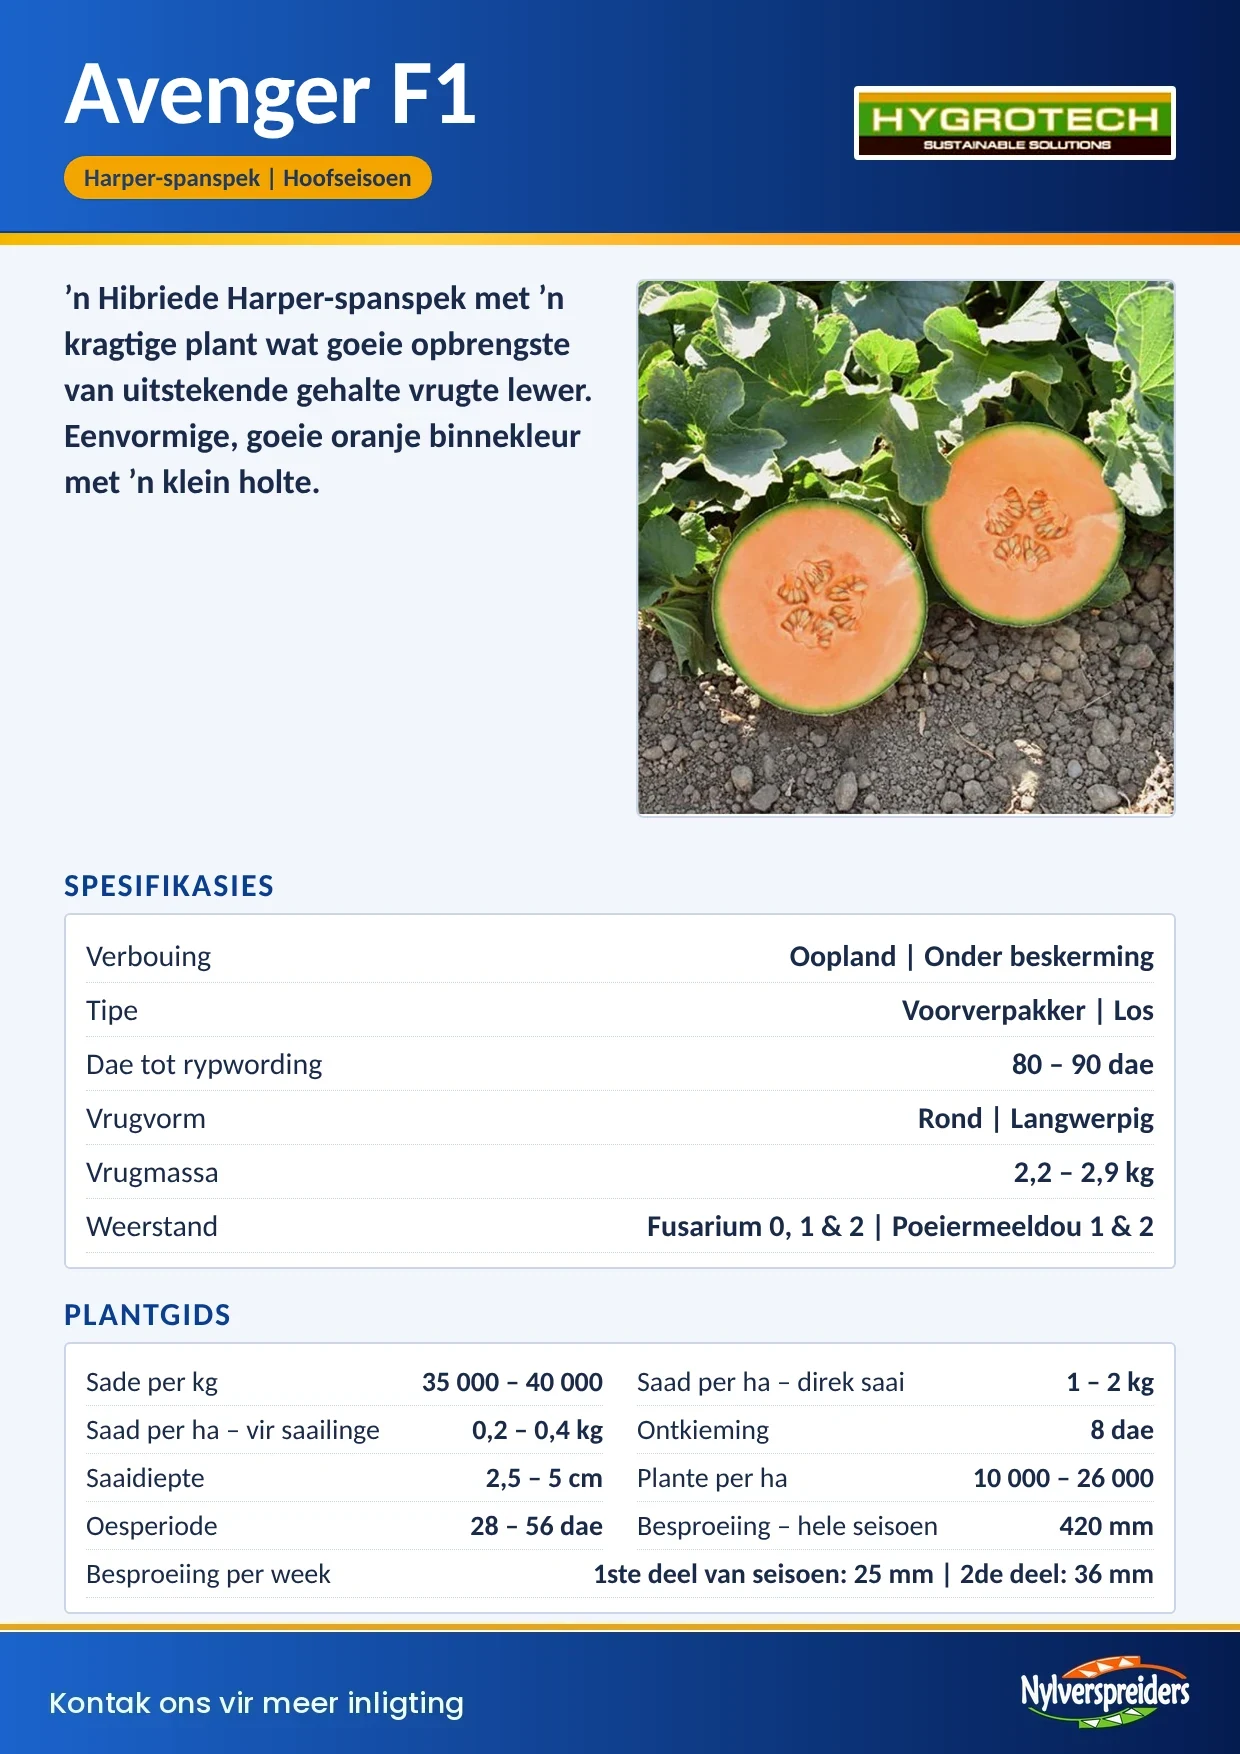 Avenger F1
HYGROTECH
SUSTAINABLE SOLUTIONS
Harper-spanspek | Hoofseisoen
’n Hibriede Harper-spanspek met ’n
kragtige plant wat goeie opbrengste
van uitstekende gehalte vrugte lewer.
Eenvormige, goeie oranje binnekleur
met ’n klein holte.
SPESIFIKASIES
Verbouing Oopland | Onder beskerming
Tipe Voorverpakker | Los
Dae tot rypwording 80 – 90 dae
Vrugvorm Rond | Langwerpig
Vrugmassa 2,2 – 2,9 kg
Weerstand Fusarium 0, 1 & 2 | Poeiermeeldou 1 & 2
PLANTGIDS
Sade per kg 35 000 – 40 000 Saad per ha – direk saai 1 – 2 kg
Saad per ha – vir saailinge 0,2 – 0,4 kg Ontkieming 8 dae
Saaidiepte 2,5 – 5 cm Plante per ha 10 000 – 26 000
Oesperiode 28 – 56 dae Besproeiing – hele seisoen 420 mm
Besproeiing per week 1ste deel van seisoen: 25 mm | 2de deel: 36 mm
Kontak ons vir meer inligting
Nylverspreiders